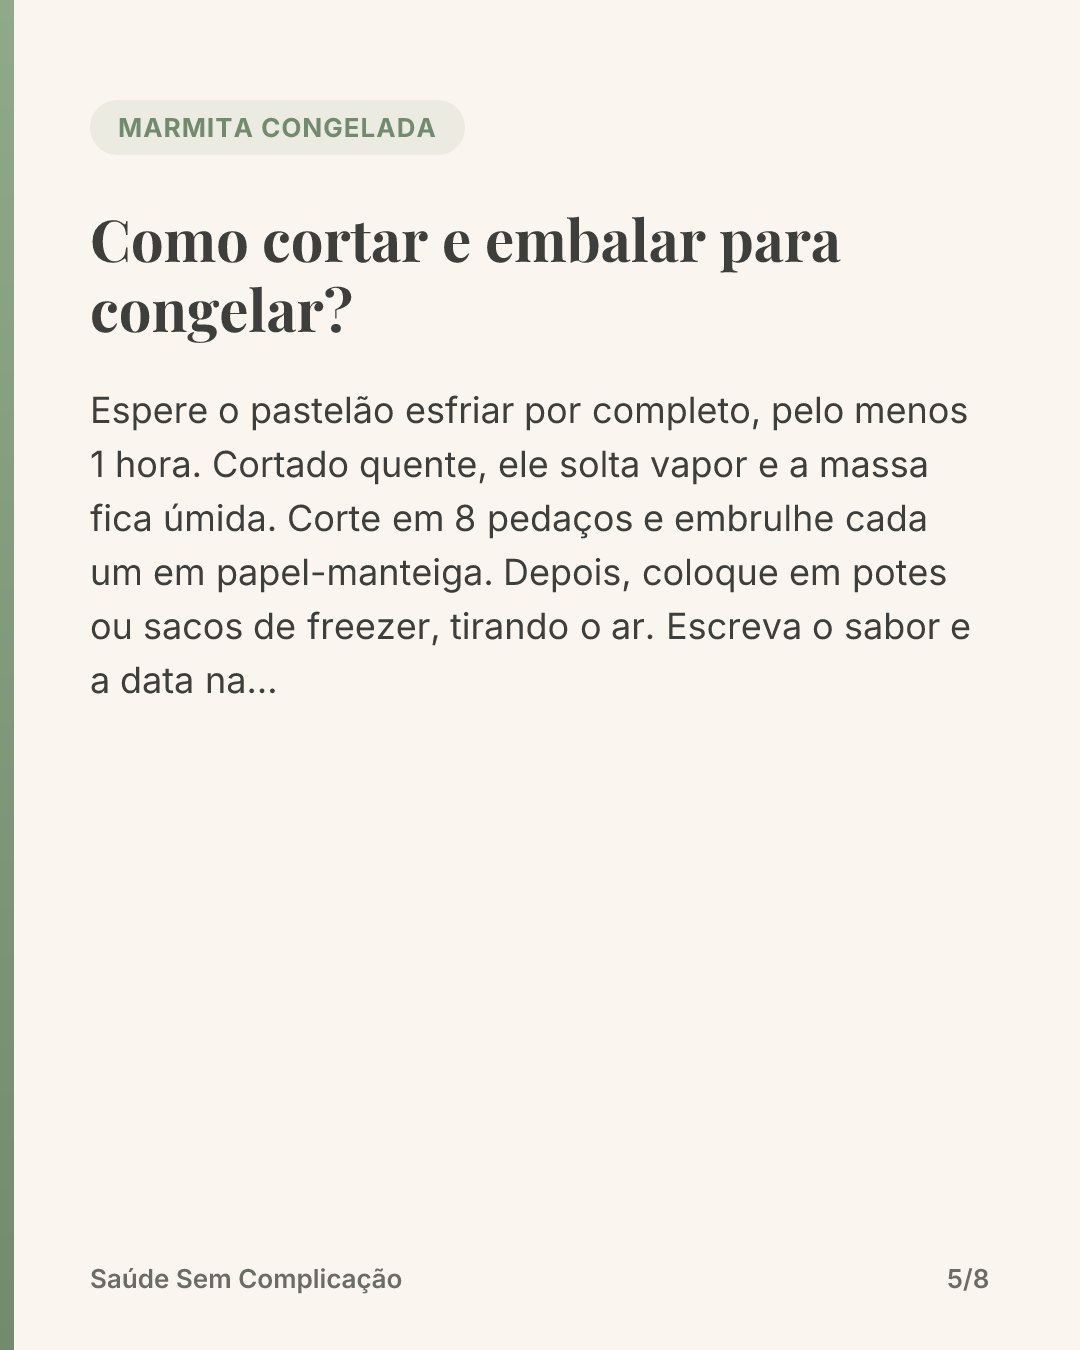 MARMITA CONGELADA
Como cortar e embalar para
congelar?
Espere o pastelão esfriar por completo, pelo menos
1 hora. Cortado quente, ele solta vapor e a massa
fica úmida. Corte em 8 pedaços e embrulhe cada
um em papel-manteiga. Depois, coloque em potes
ou sacos de freezer, tirando o ar. Escreva o sabor e
a data na...
Saúde Sem Complicação
5/8